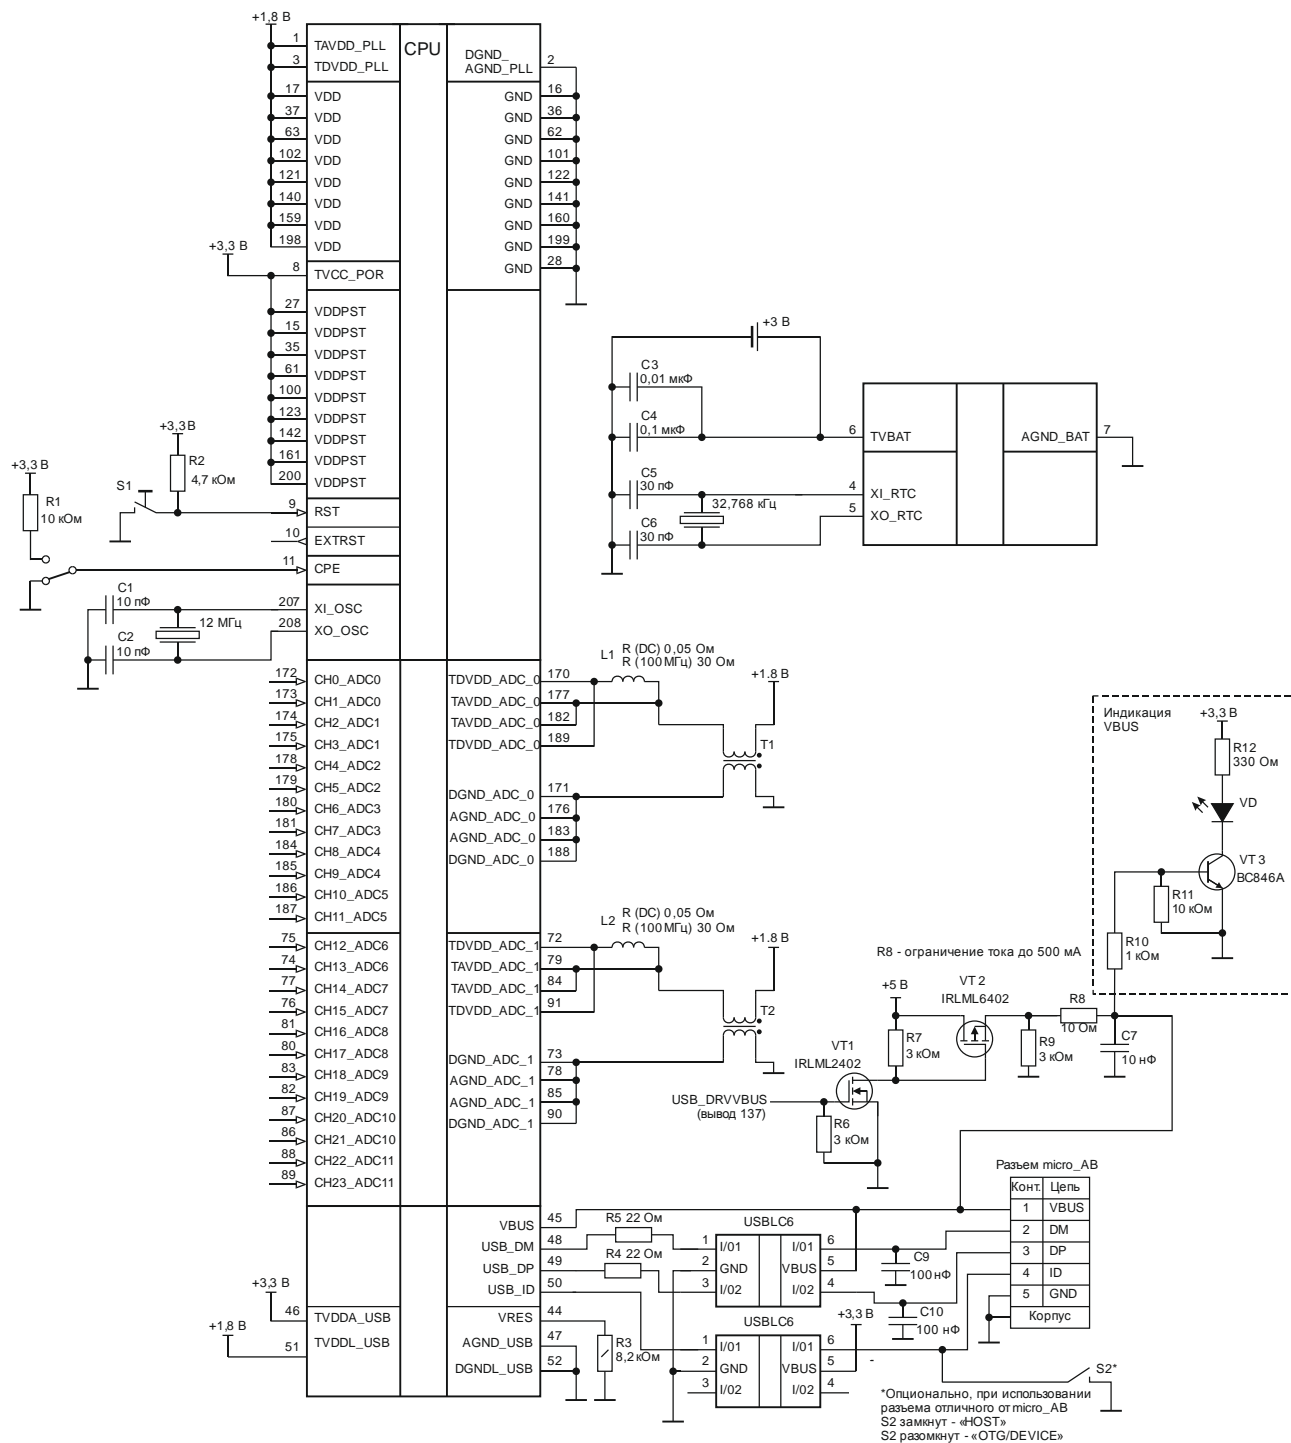 +1,8 В
CPU
1 TAVDD_PLL
3 TDVDD_PLL
DGND_
AGND_PLL 2
17 VDD
37 VDD
63 VDD
102 VDD
121 VDD
140 VDD
159 VDD
198 VDD
GND 16
GND 36
GND 62
GND 101
GND 122
GND 141
GND 160
GND 199
GND 28
+3,3 В
8 TVCC_POR
27 VDDPST
15 VDDPST
35 VDDPST
61 VDDPST
100 VDDPST
123 VDDPST
142 VDDPST
161 VDDPST
200 VDDPST
+3,3 В
R2
4,7 кОм
S1
9 RST
+3,3 В
R1
10 кОм
10 EXTRST
11 CPE
C1
10 пФ
C2
10 пФ
12 МГц
207 XI_OSC
208 XO_OSC
+3 В
C3
0,01 мкФ
C4
0,1 мкФ
C5
30 пФ
C6
30 пФ
32,768 кГц
6 TVBAT
AGND_BAT 7
4 XI_RTC
5 XO_RTC
172 CH0_ADC0
173 CH1_ADC0
174 CH2_ADC1
175 CH3_ADC1
178 CH4_ADC2
179 CH5_ADC2
180 CH6_ADC3
181 CH7_ADC3
184 CH8_ADC4
185 CH9_ADC4
186 CH10_ADC5
187 CH11_ADC5
TDVDD_ADC_0 170
TAVDD_ADC_0 177
TAVDD_ADC_0 182
TDVDD_ADC_0 189
DGND_ADC_0 171
AGND_ADC_0 176
AGND_ADC_0 183
DGND_ADC_0 188
L1
R (DC) 0,05 Ом
R (100 МГц) 30 Ом
+1.8 В
T1
75 CH12_ADC6
74 CH13_ADC6
77 CH14_ADC7
76 CH15_ADC7
81 CH16_ADC8
80 CH17_ADC8
83 CH18_ADC9
82 CH19_ADC9
87 CH20_ADC10
86 CH21_ADC10
88 CH22_ADC11
89 CH23_ADC11
TDVDD_ADC_1 72
TAVDD_ADC_1 79
TAVDD_ADC_1 84
TDVDD_ADC_1 91
DGND_ADC_1 73
AGND_ADC_1 78
AGND_ADC_1 85
DGND_ADC_1 90
L2
R (DC) 0,05 Ом
R (100 МГц) 30 Ом
+1.8 В
T2
Индикация
VBUS
+3,3 В
R12
330 Ом
VD
VT3
BC846A
R11
10 кОм
R10
1 кОм
R8 - ограничение тока до 500 мА
+5 В
VT2
IRLML6402
R8
10 Ом
R7
3 кОм
R9
3 кОм
C7
10 нФ
VT1
IRLML2402
USB_DRVVBUS
(вывод 137)
R6
3 кОм
Разъем micro_AB
Конт. Цепь
1 VBUS
2 DM
3 DP
4 ID
5 GND
Корпус
VBUS 45
USB_DM 48
USB_DP 49
USB_ID 50
R5 22 Ом
R4 22 Ом
USBLC6
1 I/01 I/01 6
2 GND VBUS 5
3 I/02 I/02 4
C9
100 нФ
C10
100 нФ
+3,3 В
46 TVDDA_USB
+1,8 В
51 TVDDL_USB
VRES 44
AGND_USB 47
DGNDL_USB 52
R3
8,2 кОм
USBLC6
+3,3 В
1 I/01 I/01 6
2 GND VBUS 5
3 I/02 I/02 4
-
S2*
*Опционально, при использовании
разъема отличного от micro_AB
S2 замкнут - «HOST»
S2 разомкнут - «OTG/DEVICE»